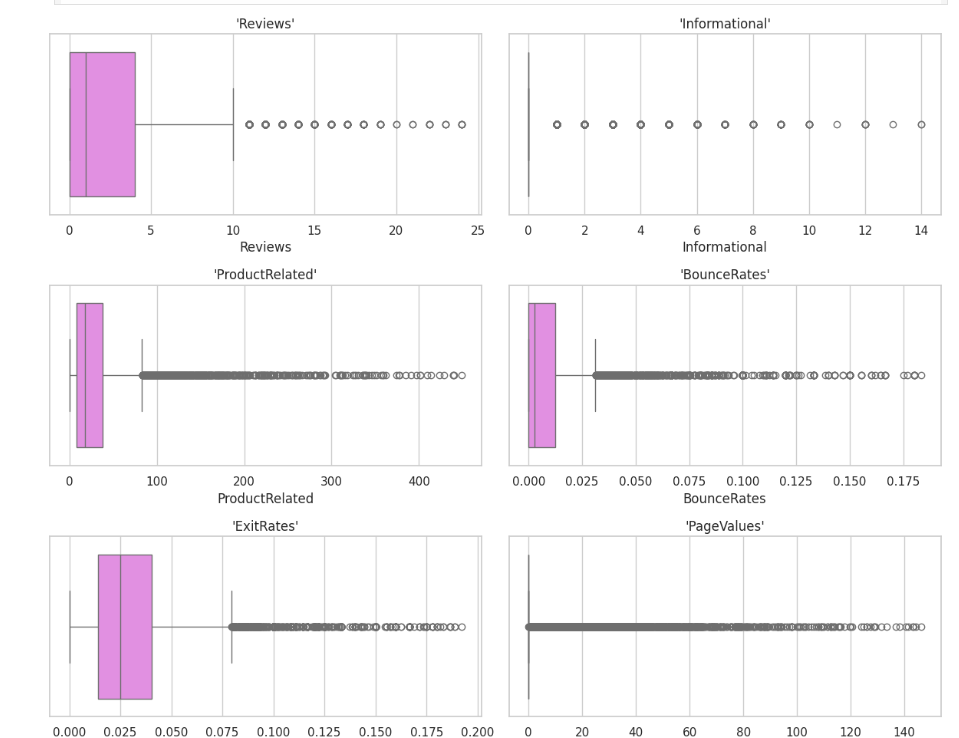 'Reviews'
0 5 10 15 20 25
Reviews
'Informational'
0 2 4 6 8 10 12 14
Informational
'ProductRelated'
0 100 200 300 400
ProductRelated
'BounceRates'
0.000 0.025 0.050 0.075 0.100 0.125 0.150 0.175
BounceRates
'ExitRates'
0.000 0.025 0.050 0.075 0.100 0.125 0.150 0.175 0.200
'PageValues'
0 20 40 60 80 100 120 140